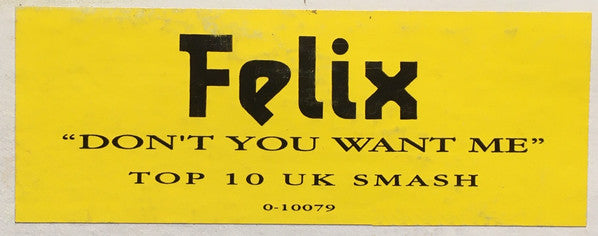 Felix
"DON'T YOU WANT ME"
TOP 10 UK SMASH
0-10079